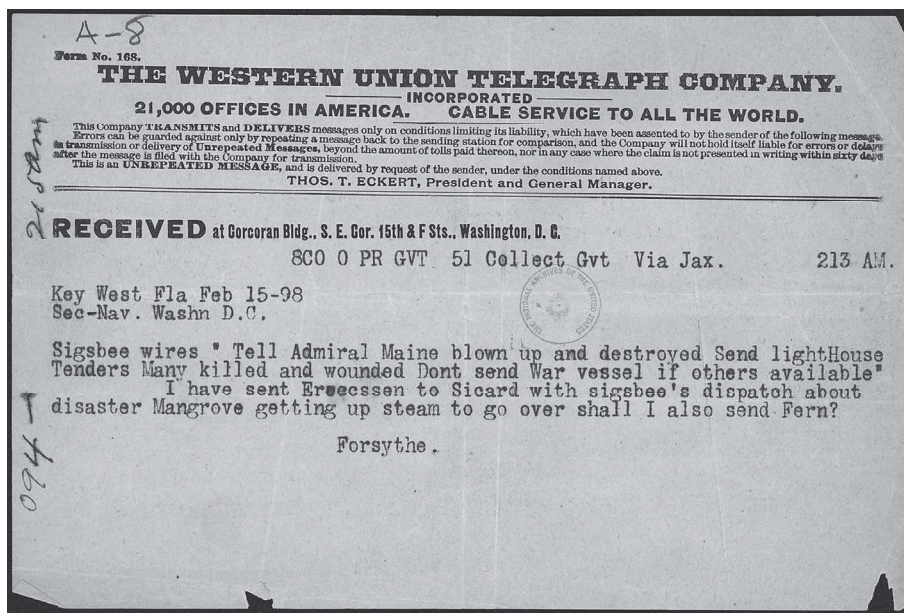 A-8
Form No. 168.
THE WESTERN UNION TELEGRAPH COMPANY.
INCORPORATED
21,000 OFFICES IN AMERICA. CABLE SERVICE TO ALL THE WORLD.
This Company TRANSMITS and DELIVERS messages only on conditions limiting its liability, which have been assented to by the sender of the following message.
Errors can be guarded against only by repeating a message back to the sending station for comparison, and the Company will not hold itself liable for errors or delays
in transmission or delivery of Unrepeated Messages, beyond the amount of tolls paid thereon, nor in any case where the claim is not presented in writing within sixty days
after the message is filed with the Company for transmission.
This is an UNREPEATED MESSAGE, and is delivered by request of the sender, under the conditions named above.
THOS. T. ECKERT, President and General Manager.
RECEIVED at Corcoran Bldg., S. E. Cor. 15th & F Sts., Washington, D. C.
8CO O PR GVT 51 Collect Gvt Via Jax. 213 AM.
Key West Fla Feb 15-98
Sec-Nav. Washn D.C.
THE NATIONAL ARCHIVES OF THE UNITED STATES
Sigsbee wires " Tell Admiral Maine blown up and destroyed Send lightHouse
Tenders Many killed and wounded Dont send War vessel if others available"
I have sent to Sicard with sigsbee's dispatch about
disaster Mangrove getting up steam to go over shall I also send Fern?
Forsythe.
094